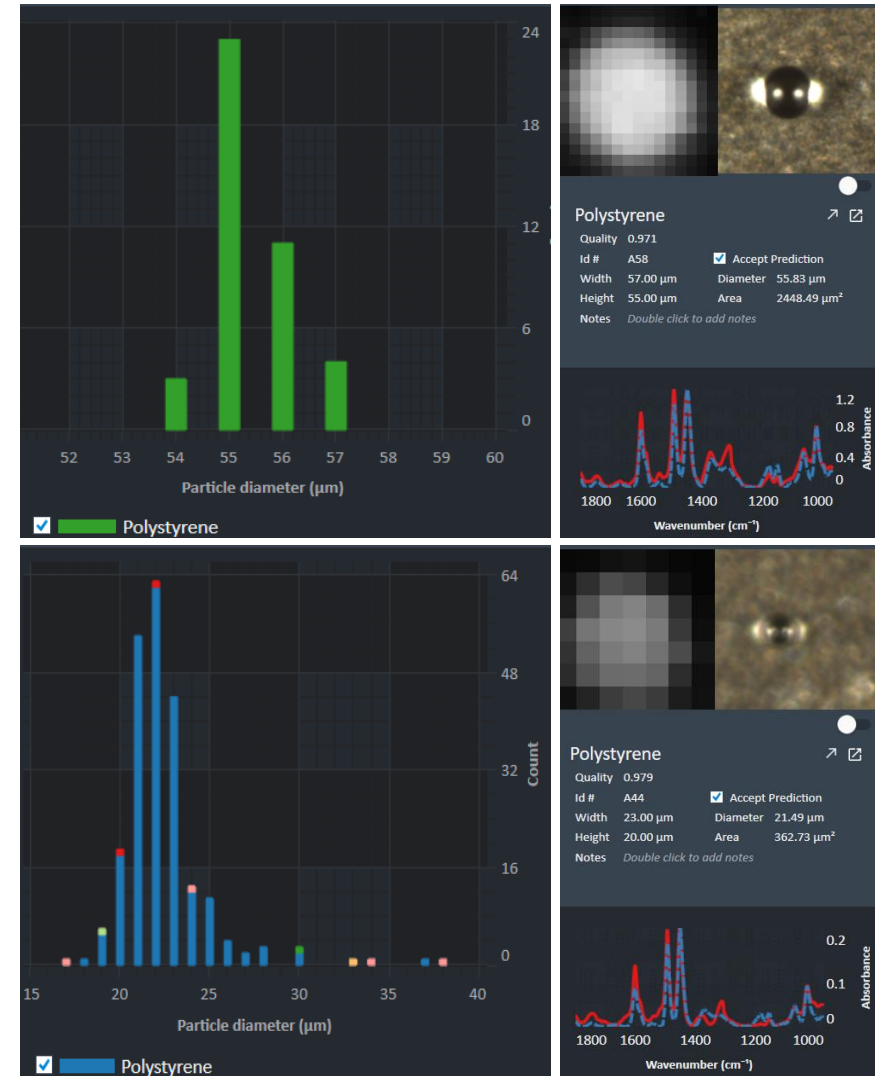 24
18
12
6
0
52 53 54 55 56 57 58 59 60
Particle diameter (µm)
Polystyrene
Polystyrene
Quality 0.971
Id # A58 Accept Prediction
Width 57.00 µm Diameter 55.83 µm
Height 55.00 µm Area 2448.49 µm²
Notes Double click to add notes
1.2
0.8
0.4
0
Absorbance
1800 1600 1400 1200 1000
Wavenumber (cm⁻¹)
64
48
32
16
0
Count
15 20 25 30 35 40
Particle diameter (µm)
Polystyrene
Polystyrene
Quality 0.979
Id # A44 Accept Prediction
Width 23.00 µm Diameter 21.49 µm
Height 20.00 µm Area 362.73 µm²
Notes Double click to add notes
0.2
0.1
0
Absorbance
1800 1600 1400 1200 1000
Wavenumber (cm⁻¹)